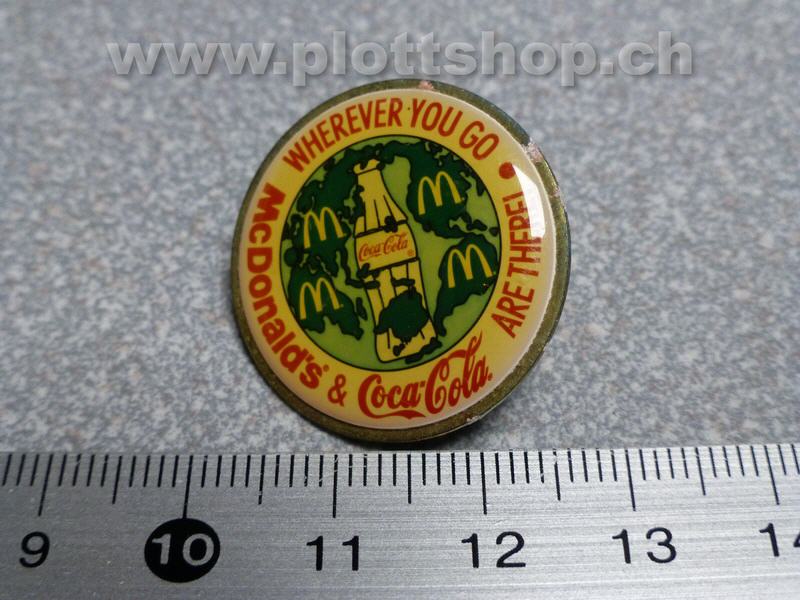 www.plottshop.ch
WHEREVER YOU GO •
McDonald's & Coca-Cola®
ARE THERE!
Coca-Cola ®
9 10 11 12 13 14